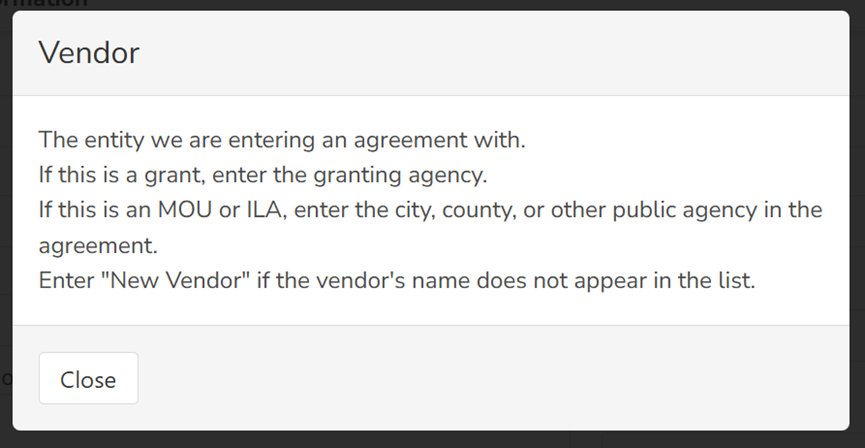 Vendor
The entity we are entering an agreement with.
If this is a grant, enter the granting agency.
If this is an MOU or ILA, enter the city, county, or other public agency in the
agreement.
Enter "New Vendor" if the vendor's name does not appear in the list.
Close